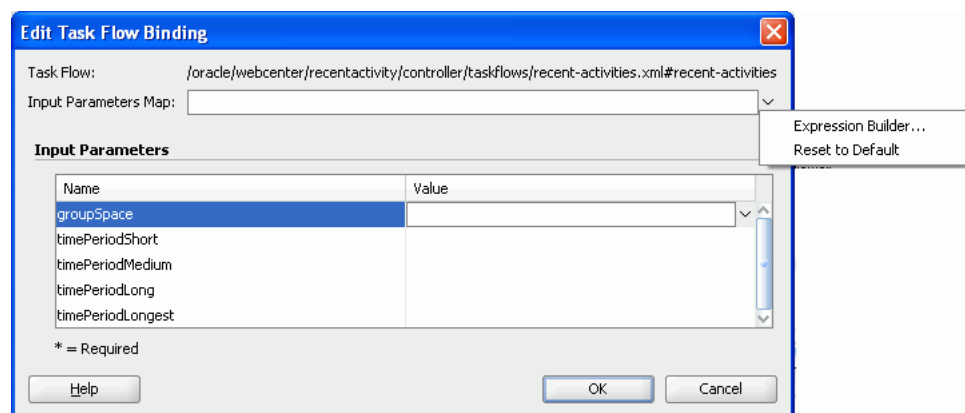 Edit Task Flow Binding
Task Flow: /oracle/webcenter/recentactivity/controller/taskflows/recent-activities.xml#recent-activities
Input Parameters Map:
Expression Builder...
Reset to Default
Input Parameters
Name Value
groupSpace
timePeriodShort
timePeriodMedium
timePeriodLong
timePeriodLongest
* = Required
Help OK Cancel